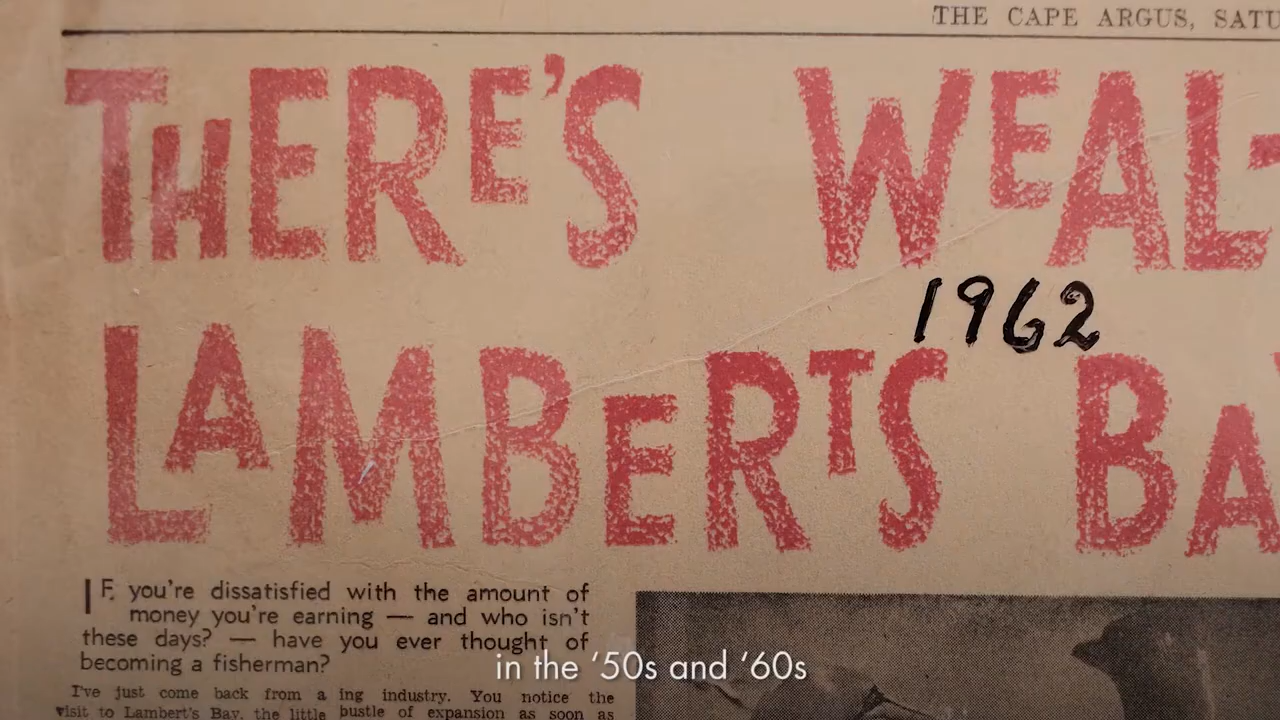 THE CAPE ARGUS,
THERE'S
1962
LAMBERTS
IF you're dissatisfied with the amount of
money you're earning — and who isn't
these days? — have you ever thought of
becoming a fisherman?
I've just come back from a
visit to Lambert's Bay, the little
ing industry. You notice the
bustle of expansion as soon as
in the ‘50s and ‘60s